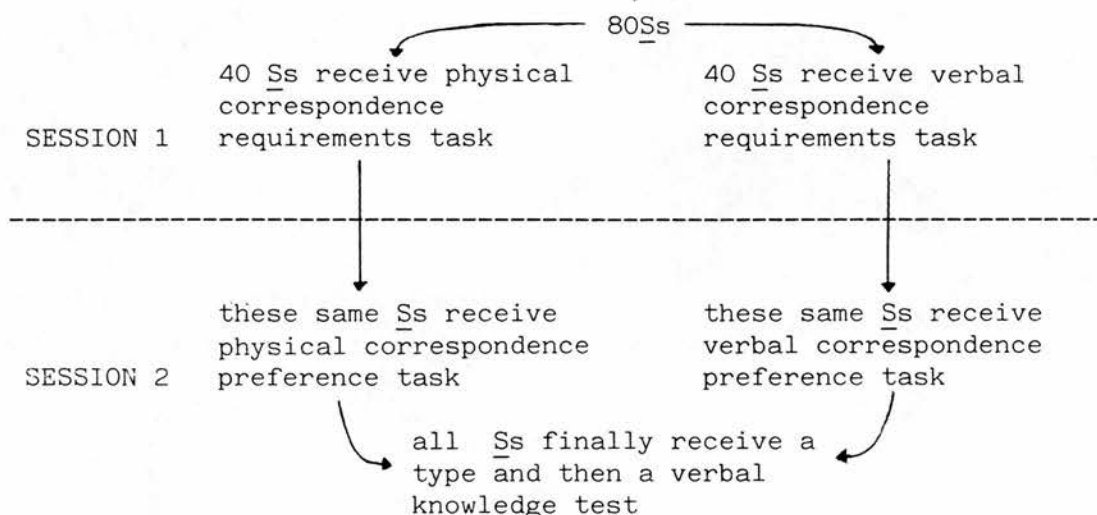 80Ss
40 Ss receive physical
correspondence
SESSION 1 requirements task
40 Ss receive verbal
correspondence
requirements task
these same Ss receive
physical correspondence
SESSION 2 preference task
these same Ss receive
verbal correspondence
preference task
all Ss finally receive a
type and then a verbal
knowledge test